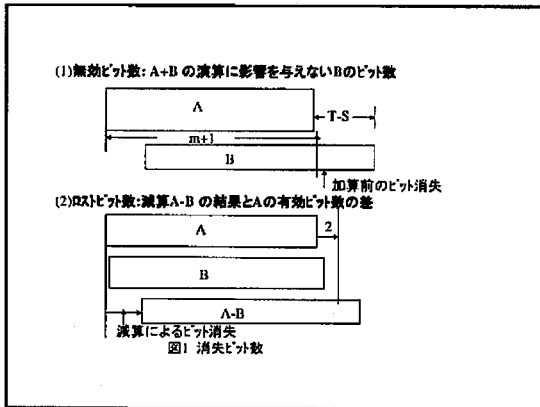 (1)無効ビット数: A+B の演算に影響を与えないBのビット数
A
T-S
m+1
B
加算前のビット消失
(2)ロストビット数:減算A-B の結果とAの有効ビット数の差
A
2
B
A-B
減算によるビット消失
図1 消失ビット数